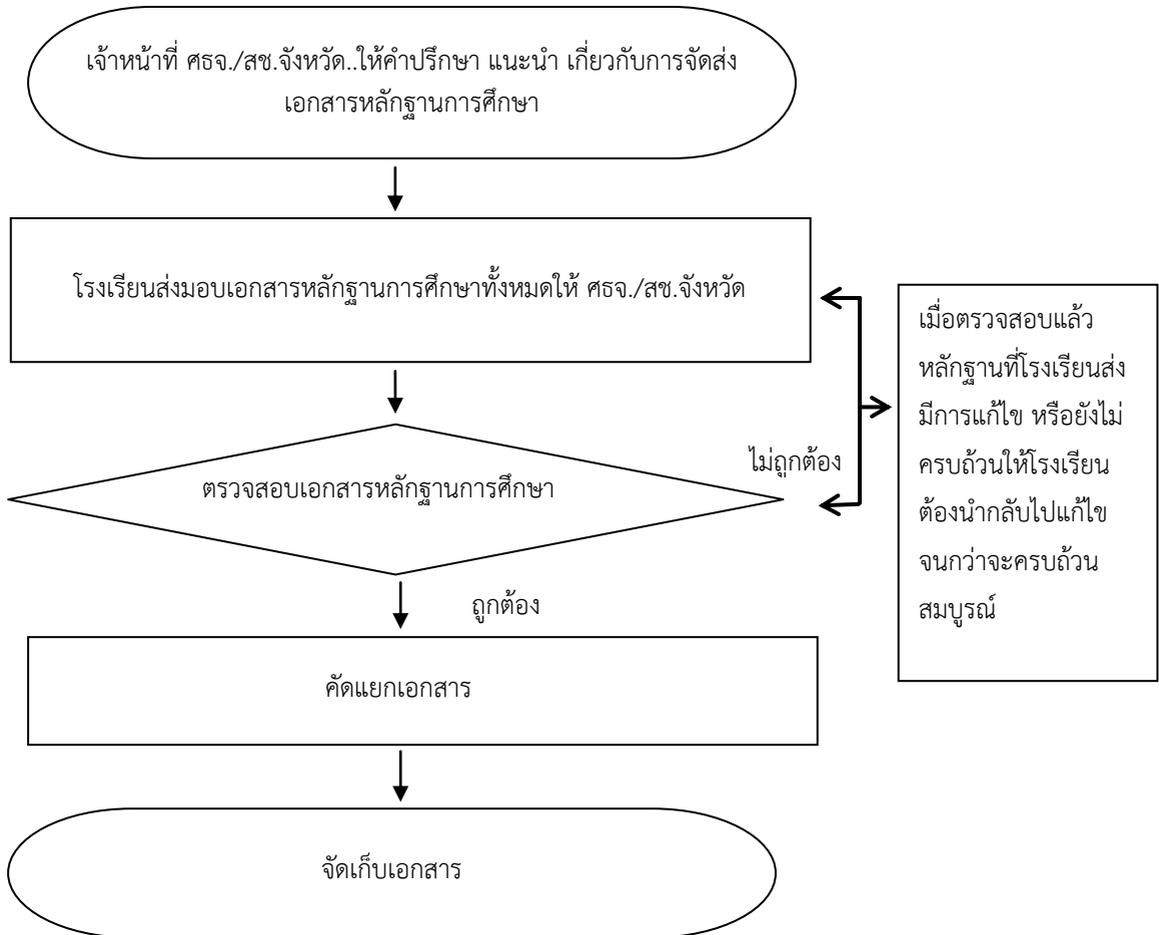 เจ้าหน้าที่ ศธจ./สช.จังหวัด..ให้คำปรึกษา แนะนำ เกี่ยวกับการจัดส่ง
เอกสารหลักฐานการศึกษา
โรงเรียนส่งมอบเอกสารหลักฐานการศึกษาทั้งหมดให้ ศธจ./สช.จังหวัด
เมื่อตรวจสอบแล้ว
หลักฐานที่โรงเรียนส่ง
มีการแก้ไข หรือยังไม่
ครบถ้วนให้โรงเรียน
ต้องนำกลับไปแก้ไข
จนกว่าจะครบถ้วน
สมบูรณ์
ไม่ถูกต้อง
ตรวจสอบเอกสารหลักฐานการศึกษา
ถูกต้อง
คัดแยกเอกสาร
จัดเก็บเอกสาร